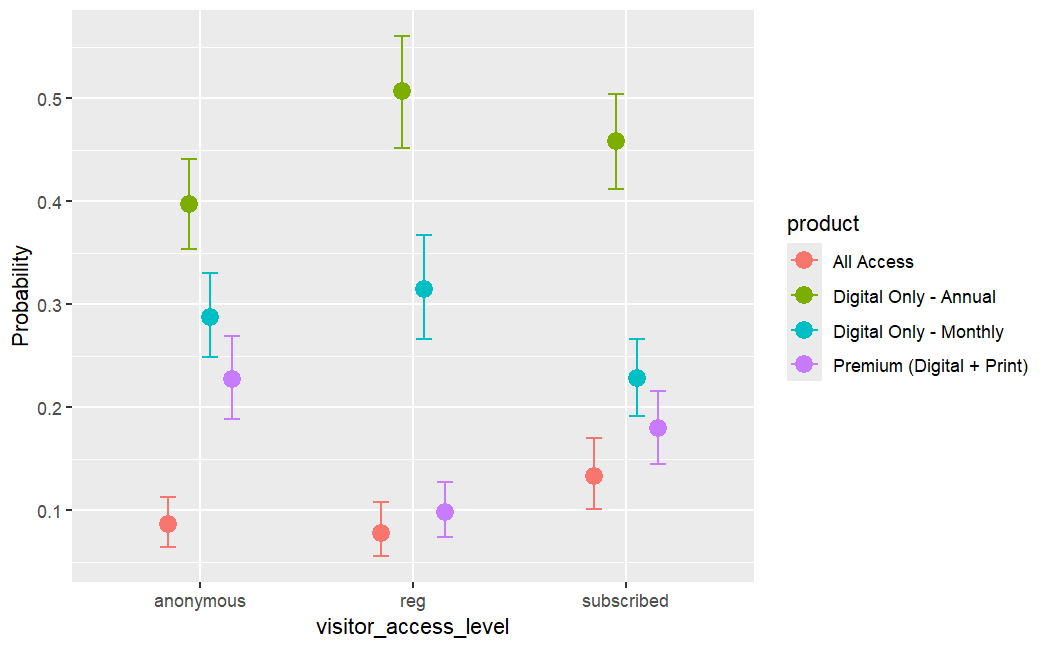 0.5
0.4
0.3
0.2
0.1
Probability
anonymous
reg
subscribed
visitor_access_level
product
All Access
Digital Only - Annual
Digital Only - Monthly
Premium (Digital + Print)